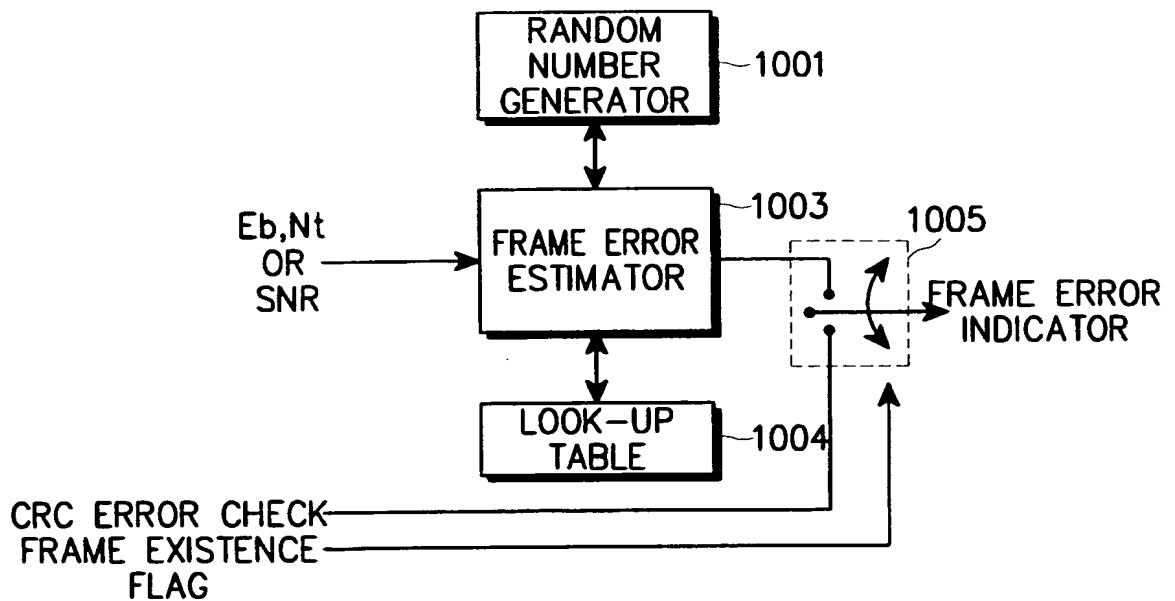 RANDOM
NUMBER
GENERATOR
1001
Eb,Nt
OR
SNR
FRAME ERROR
ESTIMATOR
1003
1005
FRAME ERROR
INDICATOR
LOOK-UP
TABLE
1004
CRC ERROR CHECK
FRAME EXISTENCE
FLAG